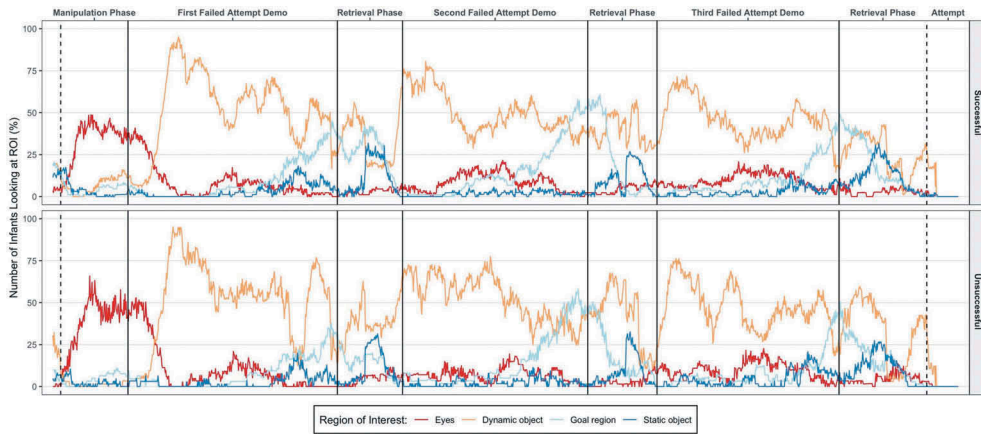 Manipulation Phase First Failed Attempt Demo Retrieval Phase Second Failed Attempt Demo Retrieval Phase Third Failed Attempt Demo Retrieval Phase Attempt
Number of Infants Looking at ROI (%)
100
75
50
25
0
Successful
100
75
50
25
0
Unsuccessful
Region of Interest: Eyes Dynamic object Goal region Static object